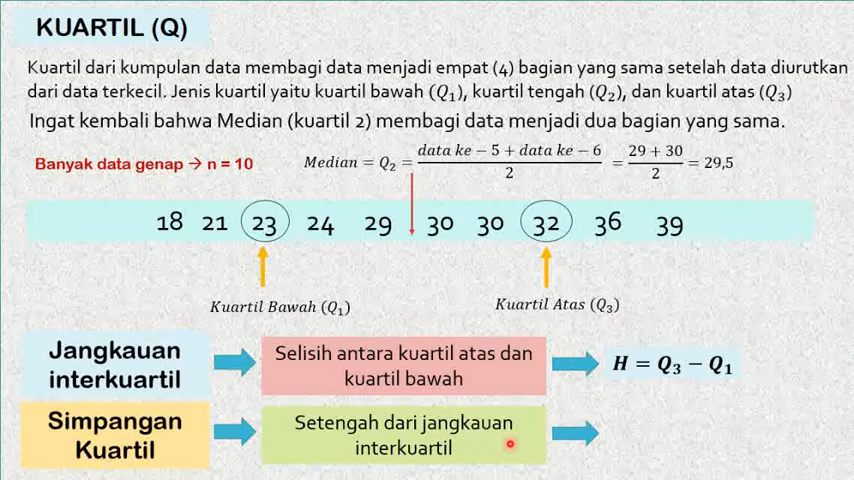 KUARTIL (Q)
Kuartil dari kumpulan data membagi data menjadi empat (4) bagian yang sama setelah data diurutkan
dari data terkecil. Jenis kuartil yaitu kuartil bawah (Q₁), kuartil tengah (Q₂), dan kuartil atas (Q₃)
Ingat kembali bahwa Median (kuartil 2) membagi data menjadi dua bagian yang sama.
Banyak data genap → n = 10
Median = Q₂ = (data ke − 5 + data ke − 6)/2 = (29 + 30)/2 = 29,5
18 21 23 24 29 30 30 32 36 39
Kuartil Bawah (Q₁)
Kuartil Atas (Q₃)
Jangkauan
interkuartil
Selisih antara kuartil atas dan
kuartil bawah
H = Q₃ − Q₁
Simpangan
Kuartil
Setengah dari jangkauan
interkuartil